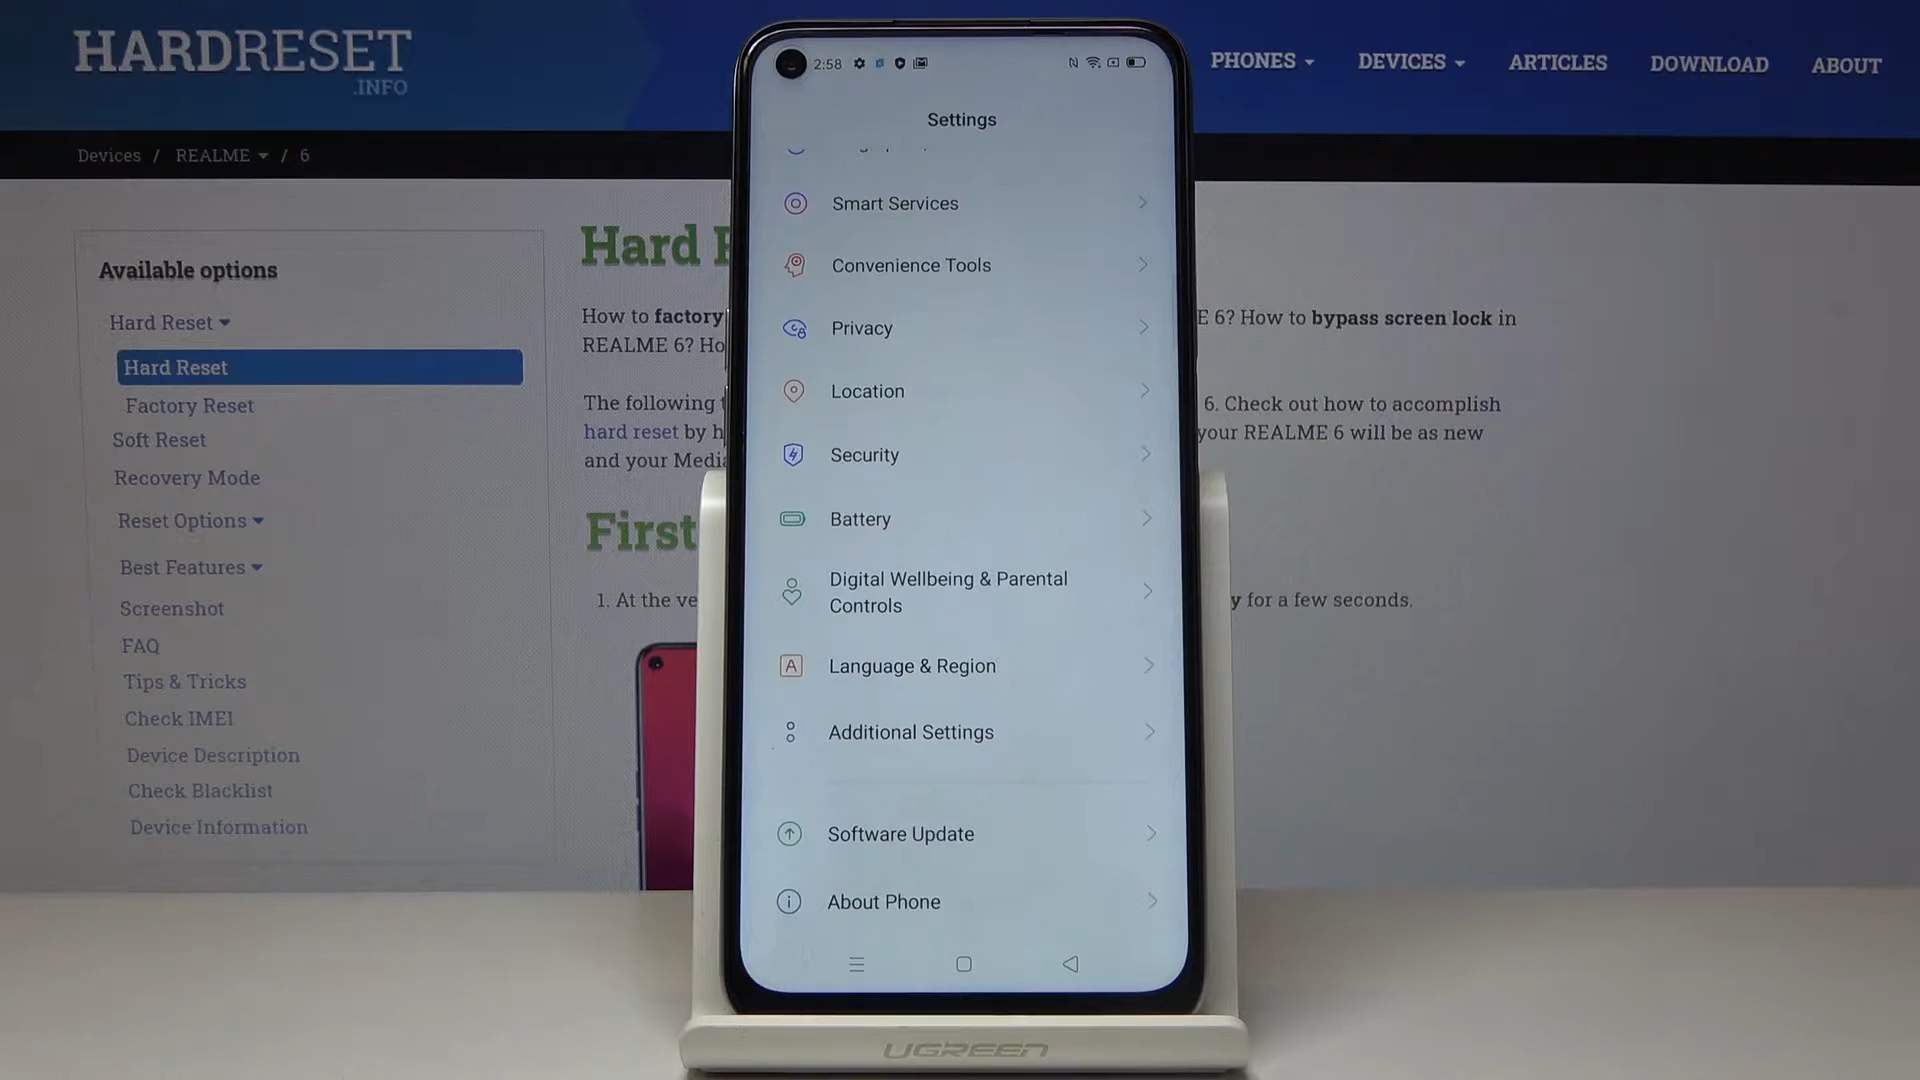 HARDRESET
.INFO
PHONES
DEVICES
ARTICLES
DOWNLOAD
ABOUT
Devices / REALME / 6
Available options
Hard Reset
Hard Reset
Factory Reset
Soft Reset
Recovery Mode
Reset Options
Best Features
Screenshot
FAQ
Tips & Tricks
Check IMEI
Device Description
Check Blacklist
Device Information
Hard
How to factory
REALME 6?
The following
hard reset by
and your
First
1. At the
6? How to bypass screen lock in
6. Check out how to accomplish
your REALME 6 will be as new
for a few seconds.
2:58
Settings
Smart Services
Convenience Tools
Privacy
Location
Security
Battery
Digital Wellbeing & Parental
Controls
A Language & Region
Additional Settings
Software Update
About Phone
UGREEN